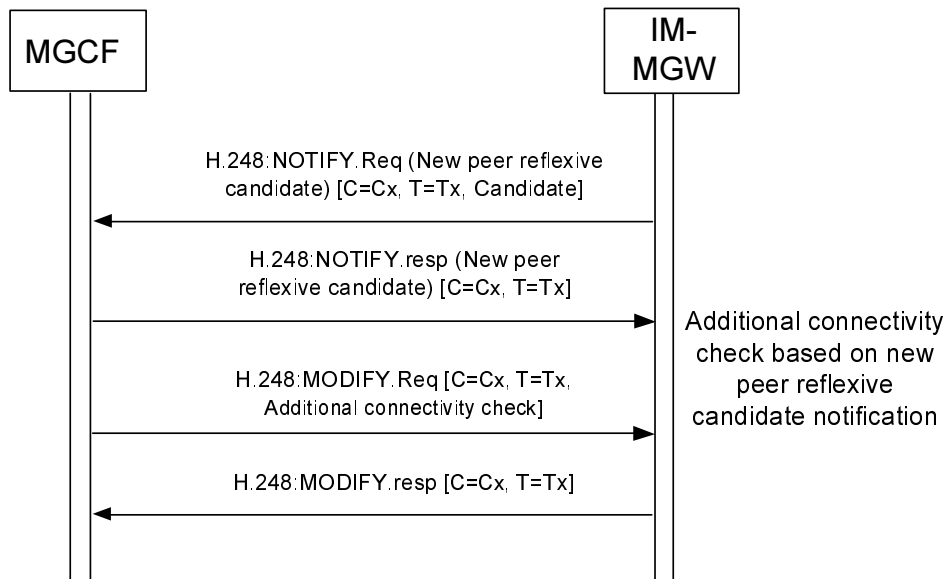 MGCF
IM-
MGW
H.248:NOTIFY.Req (New peer reflexive
candidate) [C=Cx, T=Tx, Candidate]
H.248:NOTIFY.resp (New peer
reflexive candidate) [C=Cx, T=Tx]
H.248:MODIFY.Req [C=Cx, T=Tx,
Additional connectivity check]
H.248:MODIFY.resp [C=Cx, T=Tx]
Additional connectivity
check based on new
peer reflexive
candidate notification